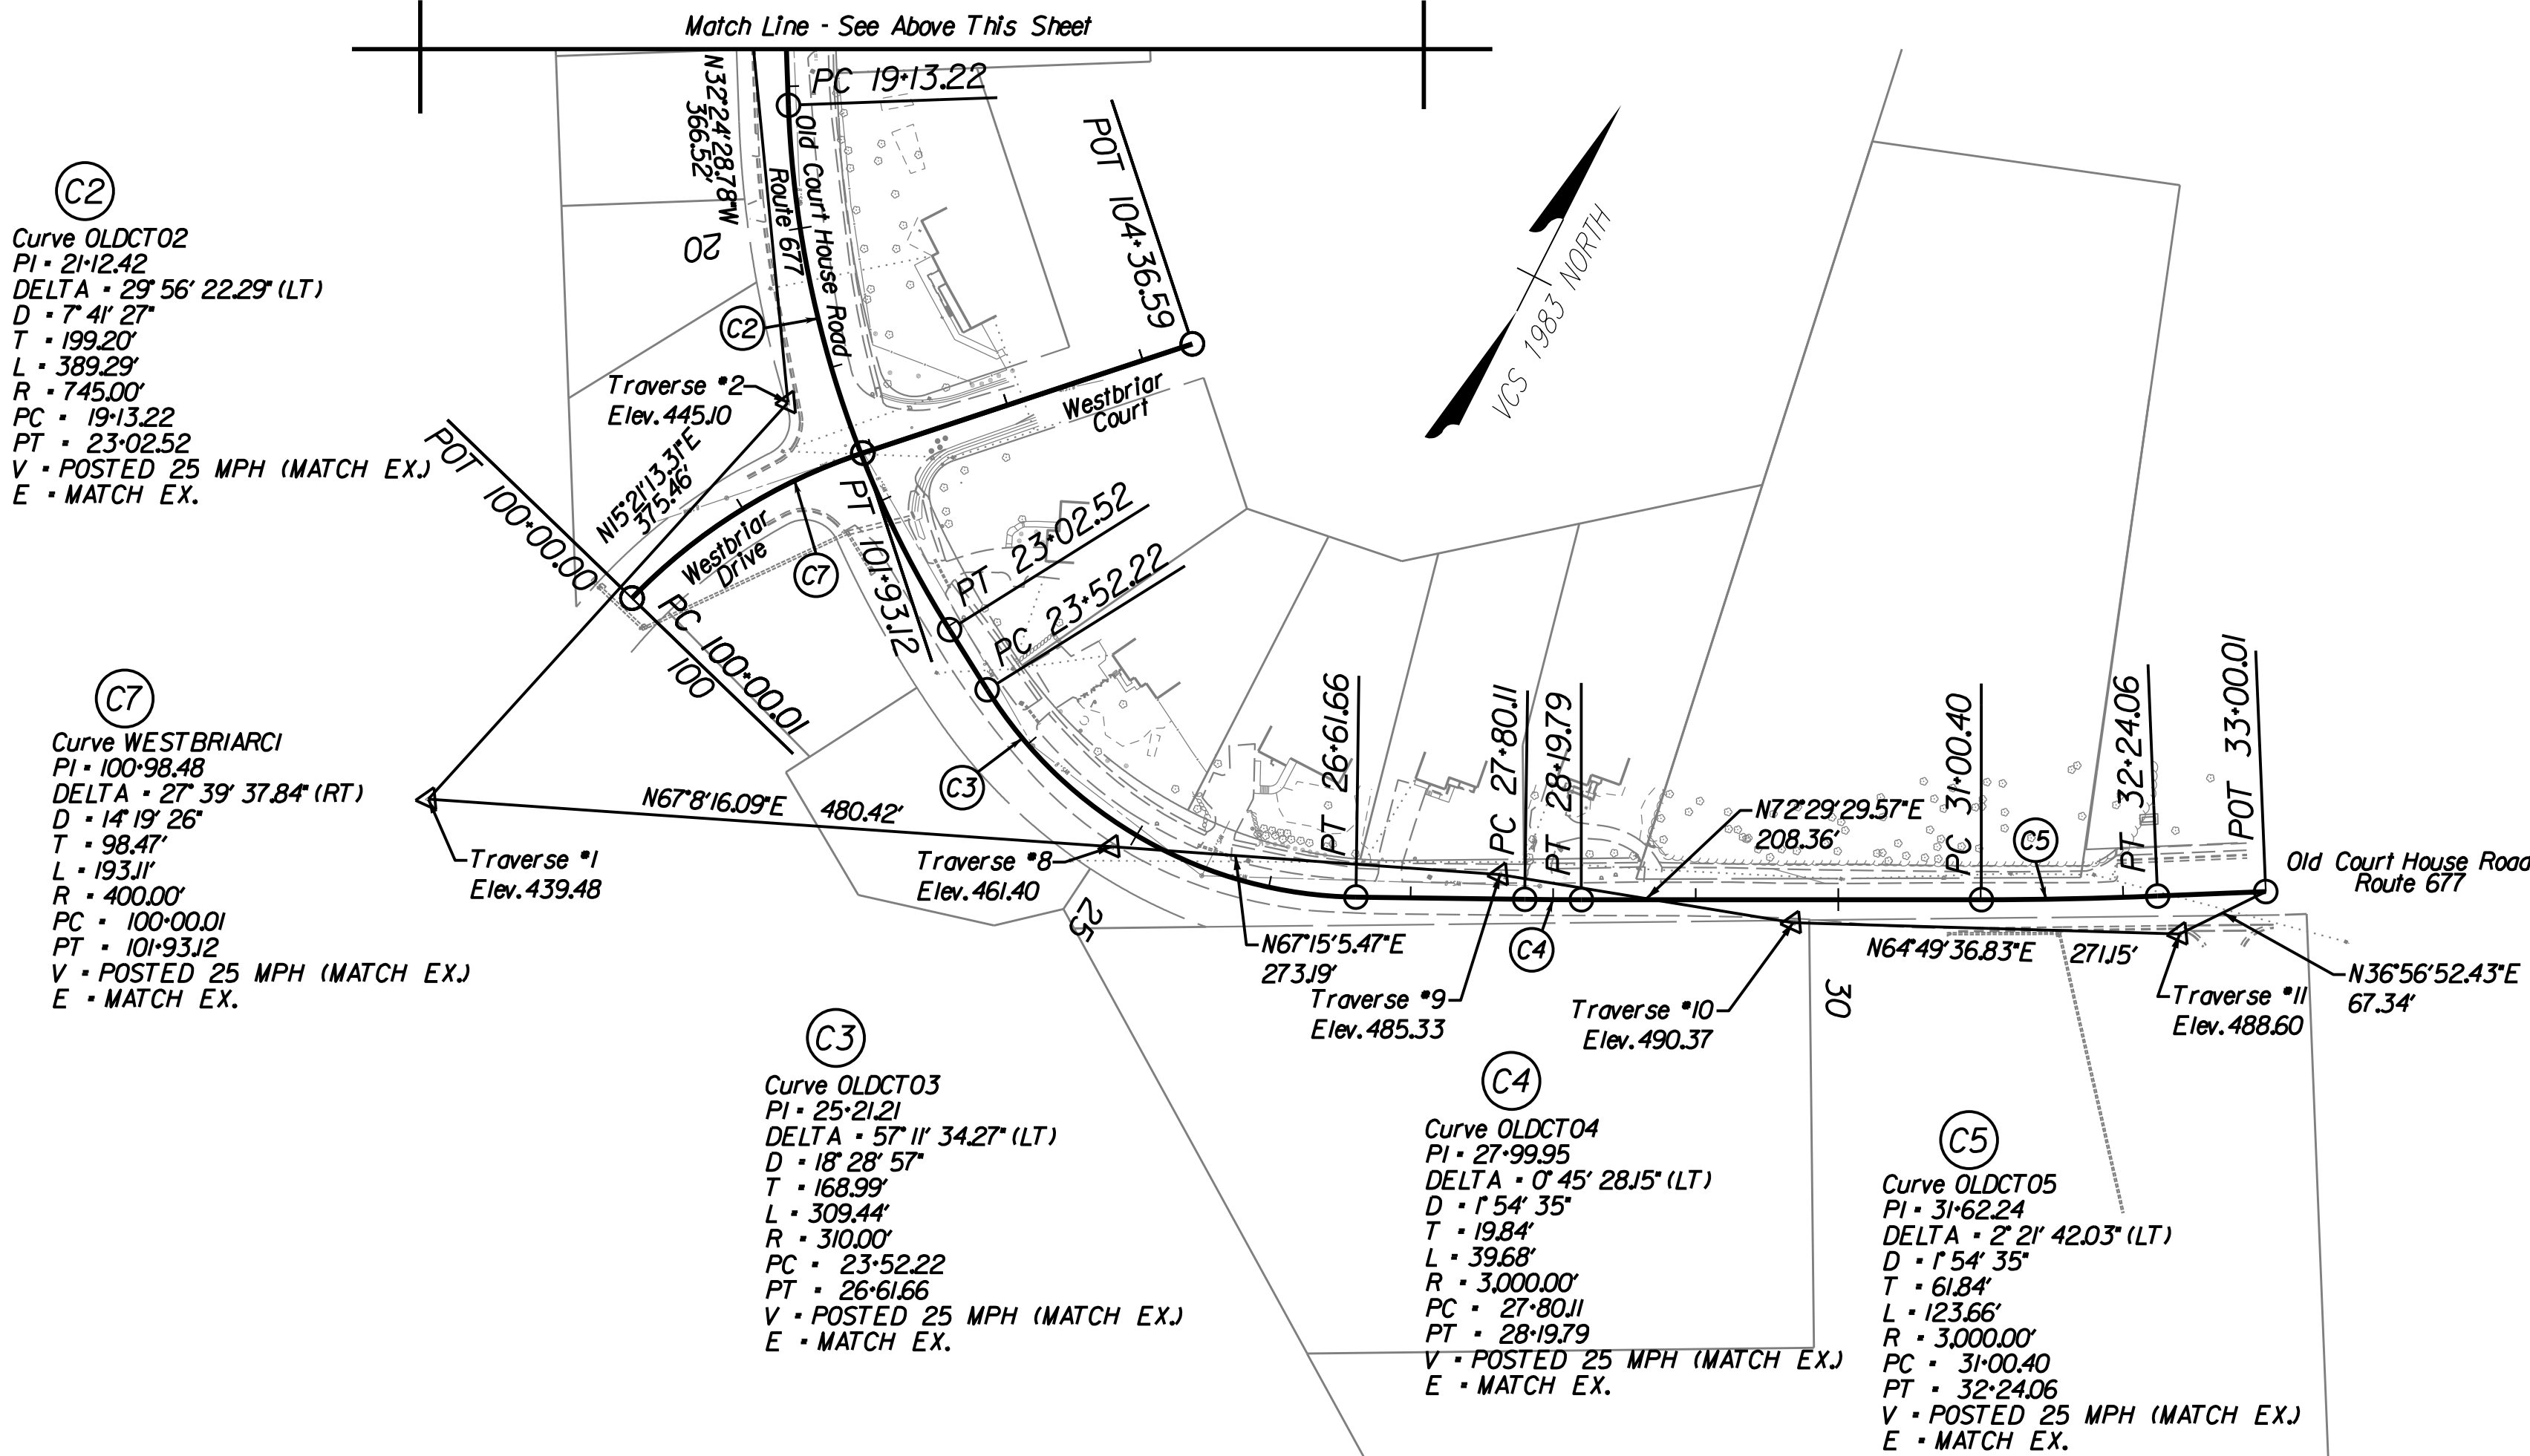 Match Line - See Above This Sheet
PC 19+13.22
N32°24'28.78"W
366.52'
Old Court House Road
Route 677
20
POT 104+36.59
VCS 1983 NORTH
C2
Curve OLDCT02
PI = 21+12.42
DELTA = 29° 56' 22.29" (LT)
D = 7° 41' 27"
T = 199.20'
L = 389.29'
R = 745.00'
PC = 19+13.22
PT = 23+02.52
V = POSTED 25 MPH (MATCH EX.)
E = MATCH EX.
C2
Traverse #2
Elev. 445.10
Westbriar
Court
POT 100+00.00
N15°21'13.31"E
375.46'
Westbriar
Drive
C7
PT 101+93.12
PT 23+02.52
PC 23+52.22
PC 100+00.01
100
C7
Curve WESTBRIARC1
PI = 100+98.48
DELTA = 27° 39' 37.84" (RT)
D = 14° 19' 26"
T = 98.47'
L = 193.11'
R = 400.00'
PC = 100+00.01
PT = 101+93.12
V = POSTED 25 MPH (MATCH EX.)
E = MATCH EX.
Traverse #1
Elev. 439.48
N67°8'16.09"E 480.42'
C3
Traverse #8
Elev. 461.40
25
PT 26+61.66
PC 27+80.11
PT 28+19.79
N72°29'29.57"E
208.36'
PC 31+00.40
C5
PT 32+24.06
POT 33+00.01
Old Court House Road
Route 677
N67°15'5.47"E
273.19'
Traverse #9
Elev. 485.33
C4
Traverse #10
Elev. 490.37
30
N64°49'36.83"E 271.15'
Traverse #11
Elev. 488.60
N36°56'52.43"E
67.34'
C3
Curve OLDCT03
PI = 25+21.21
DELTA = 57° 11' 34.27" (LT)
D = 18° 28' 57"
T = 168.99'
L = 309.44'
R = 310.00'
PC = 23+52.22
PT = 26+61.66
V = POSTED 25 MPH (MATCH EX.)
E = MATCH EX.
C4
Curve OLDCT04
PI = 27+99.95
DELTA = 0° 45' 28.15" (LT)
D = 1° 54' 35"
T = 19.84'
L = 39.68'
R = 3,000.00'
PC = 27+80.11
PT = 28+19.79
V = POSTED 25 MPH (MATCH EX.)
E = MATCH EX.
C5
Curve OLDCT05
PI = 31+62.24
DELTA = 2° 21' 42.03" (LT)
D = 1° 54' 35"
T = 61.84'
L = 123.66'
R = 3,000.00'
PC = 31+00.40
PT = 32+24.06
V = POSTED 25 MPH (MATCH EX.)
E = MATCH EX.